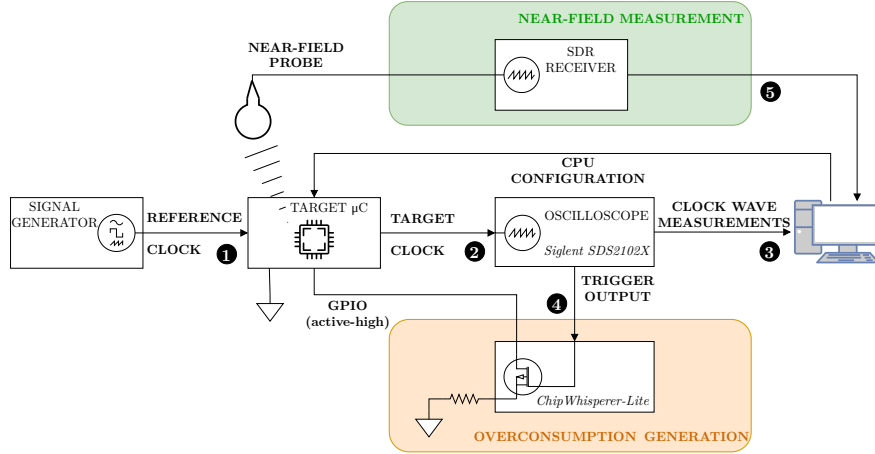 NEAR-FIELD MEASUREMENT
NEAR-FIELD
PROBE
SDR
RECEIVER
5
CPU
CONFIGURATION
SIGNAL
GENERATOR
REFERENCE
CLOCK
1
TARGET µC
TARGET
CLOCK
2
OSCILLOSCOPE
Siglent SDS2102X
CLOCK WAVE
MEASUREMENTS
3
GPIO
(active-high)
4
TRIGGER
OUTPUT
ChipWhisperer-Lite
OVERCONSUMPTION GENERATION